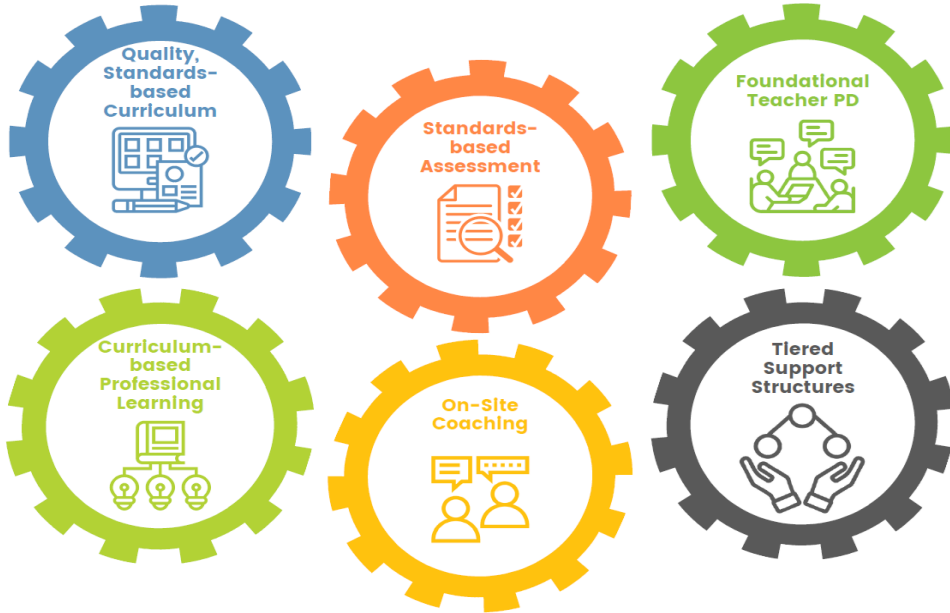 Quality,
Standards-
based
Curriculum
Standards-
based
Assessment
Foundational
Teacher PD
Curriculum-
based
Professional
Learning
On-Site
Coaching
Tiered
Support
Structures